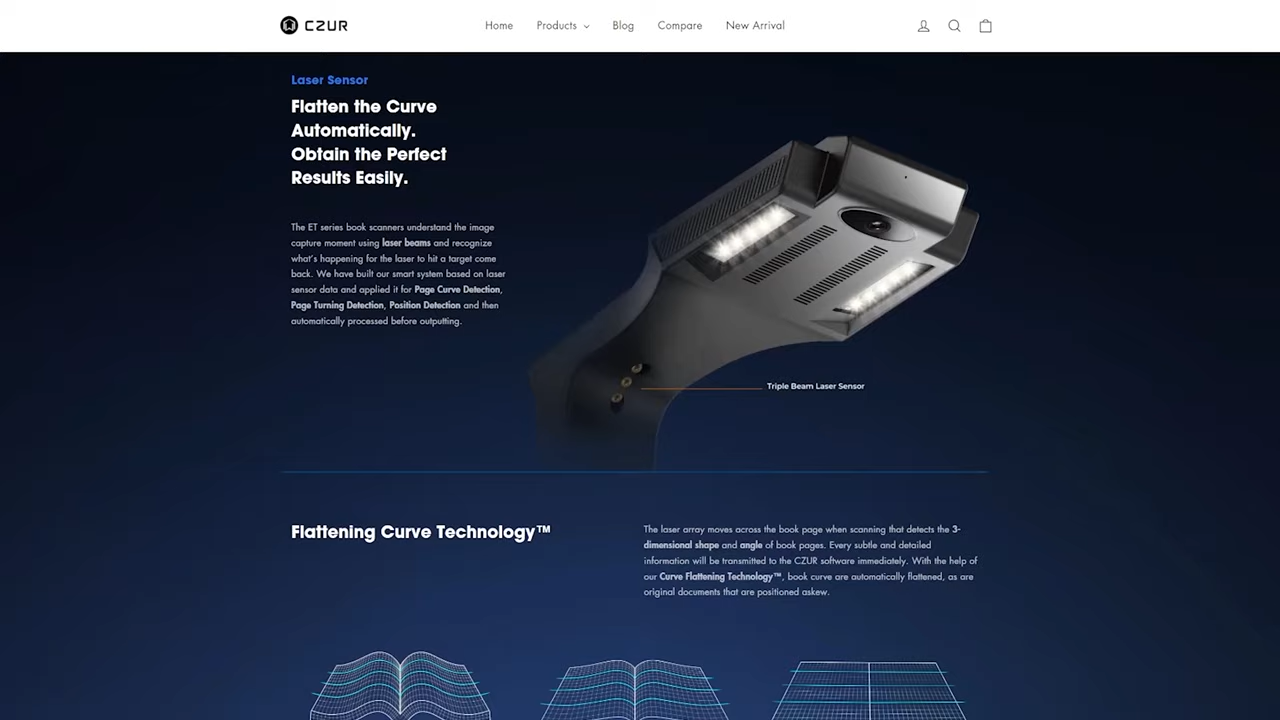 CZUR
Home
Products
Blog
Compare
New Arrival
Laser Sensor
Flatten the Curve
Automatically.
Obtain the Perfect
Results Easily.
The ET series book scanners understand the image
capture moment using laser beams and recognize
what's happening for the laser to hit a target come
back. We have built our smart system based on laser
sensor data and applied it for Page Curve Detection,
Page Turning Detection, Position Detection and then
automatically processed before outputting.
Triple Beam Laser Sensor
Flattening Curve Technology™
The laser array moves across the book page when scanning that detects the 3-
dimensional shape and angle of book pages. Every subtle and detailed
information will be transmitted to the CZUR software immediately. With the help of
our Curve Flattening Technology™, book curve are automatically flattened, as are
original documents that are positioned askew.